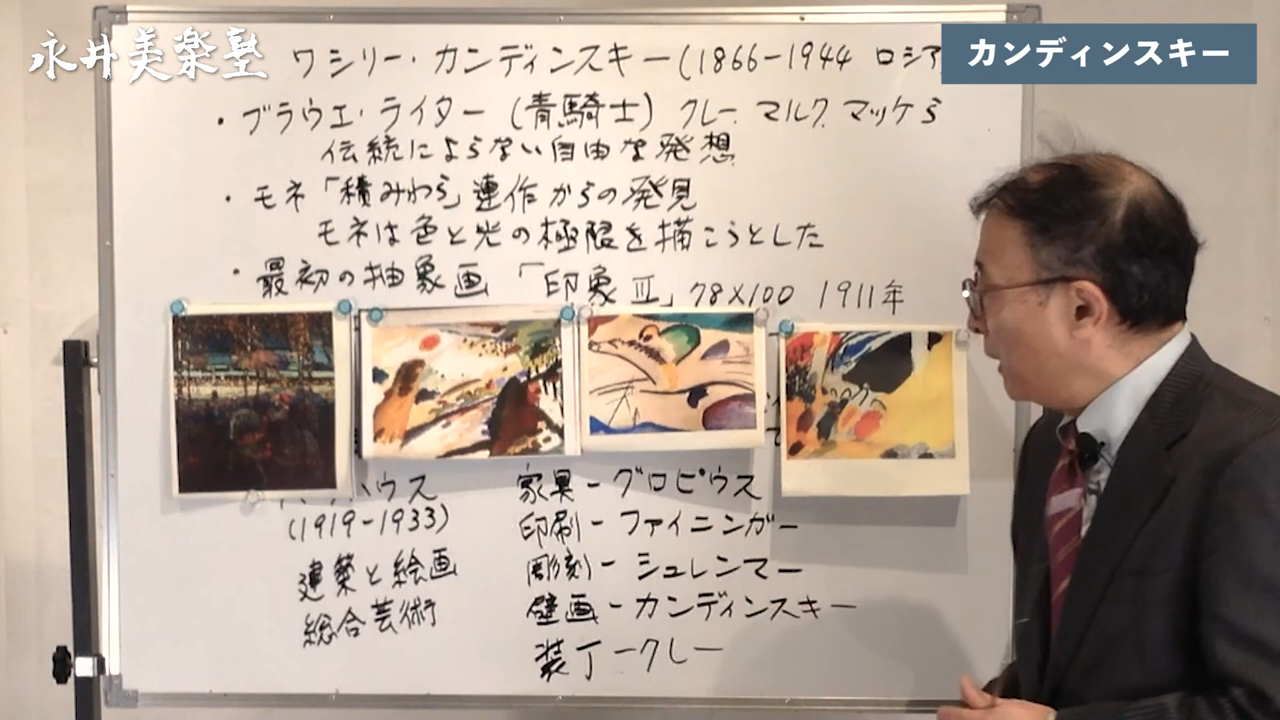 永井美楽塾
カンディンスキー
ワシリー・カンディンスキー(1866-1944 ロシア
・ブラウエ・ライター (青騎士) クレー、マルク、マッケら
伝統によらない自由な発想
・モネ「積みわら」連作からの発見
モネは色と光の極限を描こうとした
・最初の抽象画 「印象Ⅲ」78×100 1911年
ハウス
(1919-1933)
建築と絵画
総合芸術
家具-グロピウス
印刷-ファイニンガー
彫刻-シュレンマー
壁画-カンディンスキー
装丁-クレー